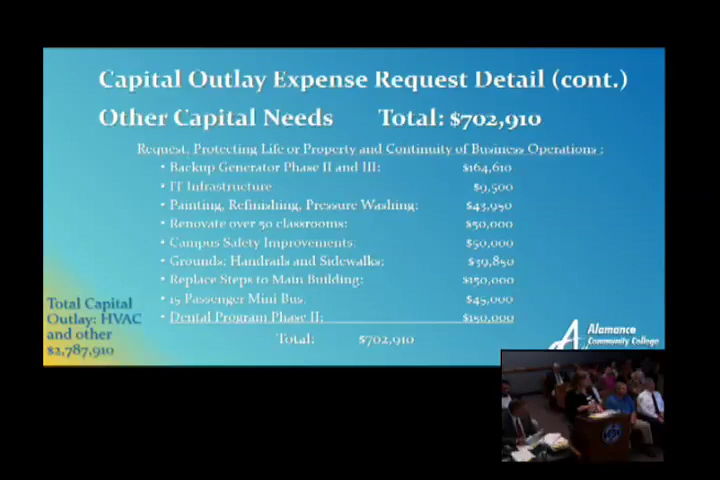 Capital Outlay Expense Request Detail (cont.)
Other Capital Needs Total: $702,910
Request, Protecting Life or Property and Continuity of Business Operations :
• Backup Generator Phase II and III: $164,610
• IT Infrastructure $9,500
• Painting, Refinishing, Pressure Washing: $43,950
• Renovate over 50 classrooms: $50,000
• Campus Safety Improvements: $50,000
• Grounds: Handrails and Sidewalks: $39,850
• Replace Steps to Main Building: $150,000
• 15 Passenger Mini Bus: $45,000
• Dental Program Phase II: $150,000
Total: $702,910
Total Capital
Outlay: HVAC
and other
$2,787,910
Alamance
Community College